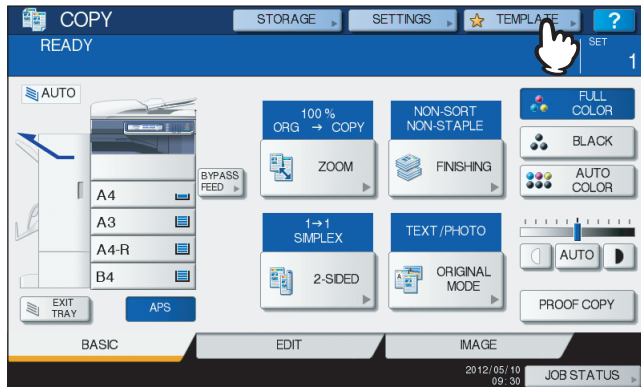 COPY
STORAGE
SETTINGS
TEMPLATE
?
READY
SET
1
AUTO
A4
A3
A4-R
B4
BYPASS
FEED
EXIT
TRAY
APS
100 %
ORG → COPY
ZOOM
NON-SORT
NON-STAPLE
FINISHING
1→1
SIMPLEX
2-SIDED
TEXT/PHOTO
ORIGINAL
MODE
FULL
COLOR
BLACK
AUTO
COLOR
AUTO
PROOF COPY
BASIC
EDIT
IMAGE
2012/05/10
09:30
JOB STATUS